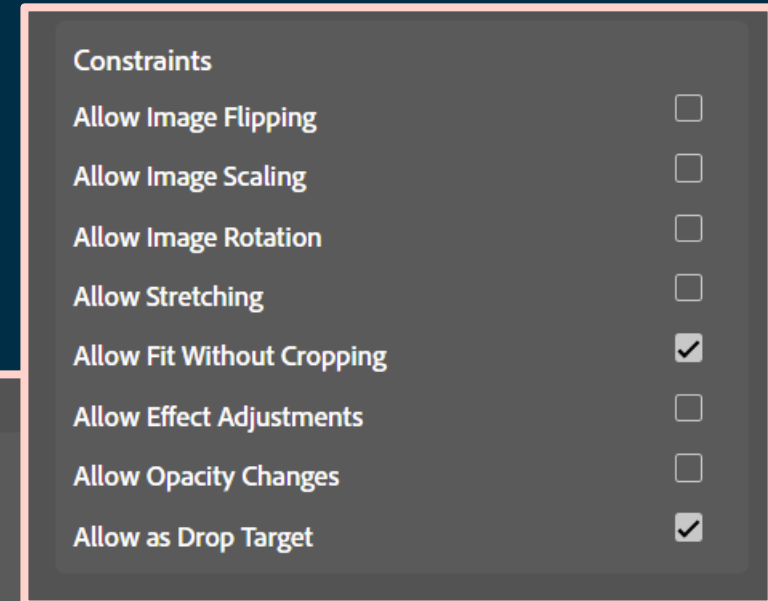 Constraints
Allow Image Flipping
Allow Image Scaling
Allow Image Rotation
Allow Stretching
Allow Fit Without Cropping
Allow Effect Adjustments
Allow Opacity Changes
Allow as Drop Target